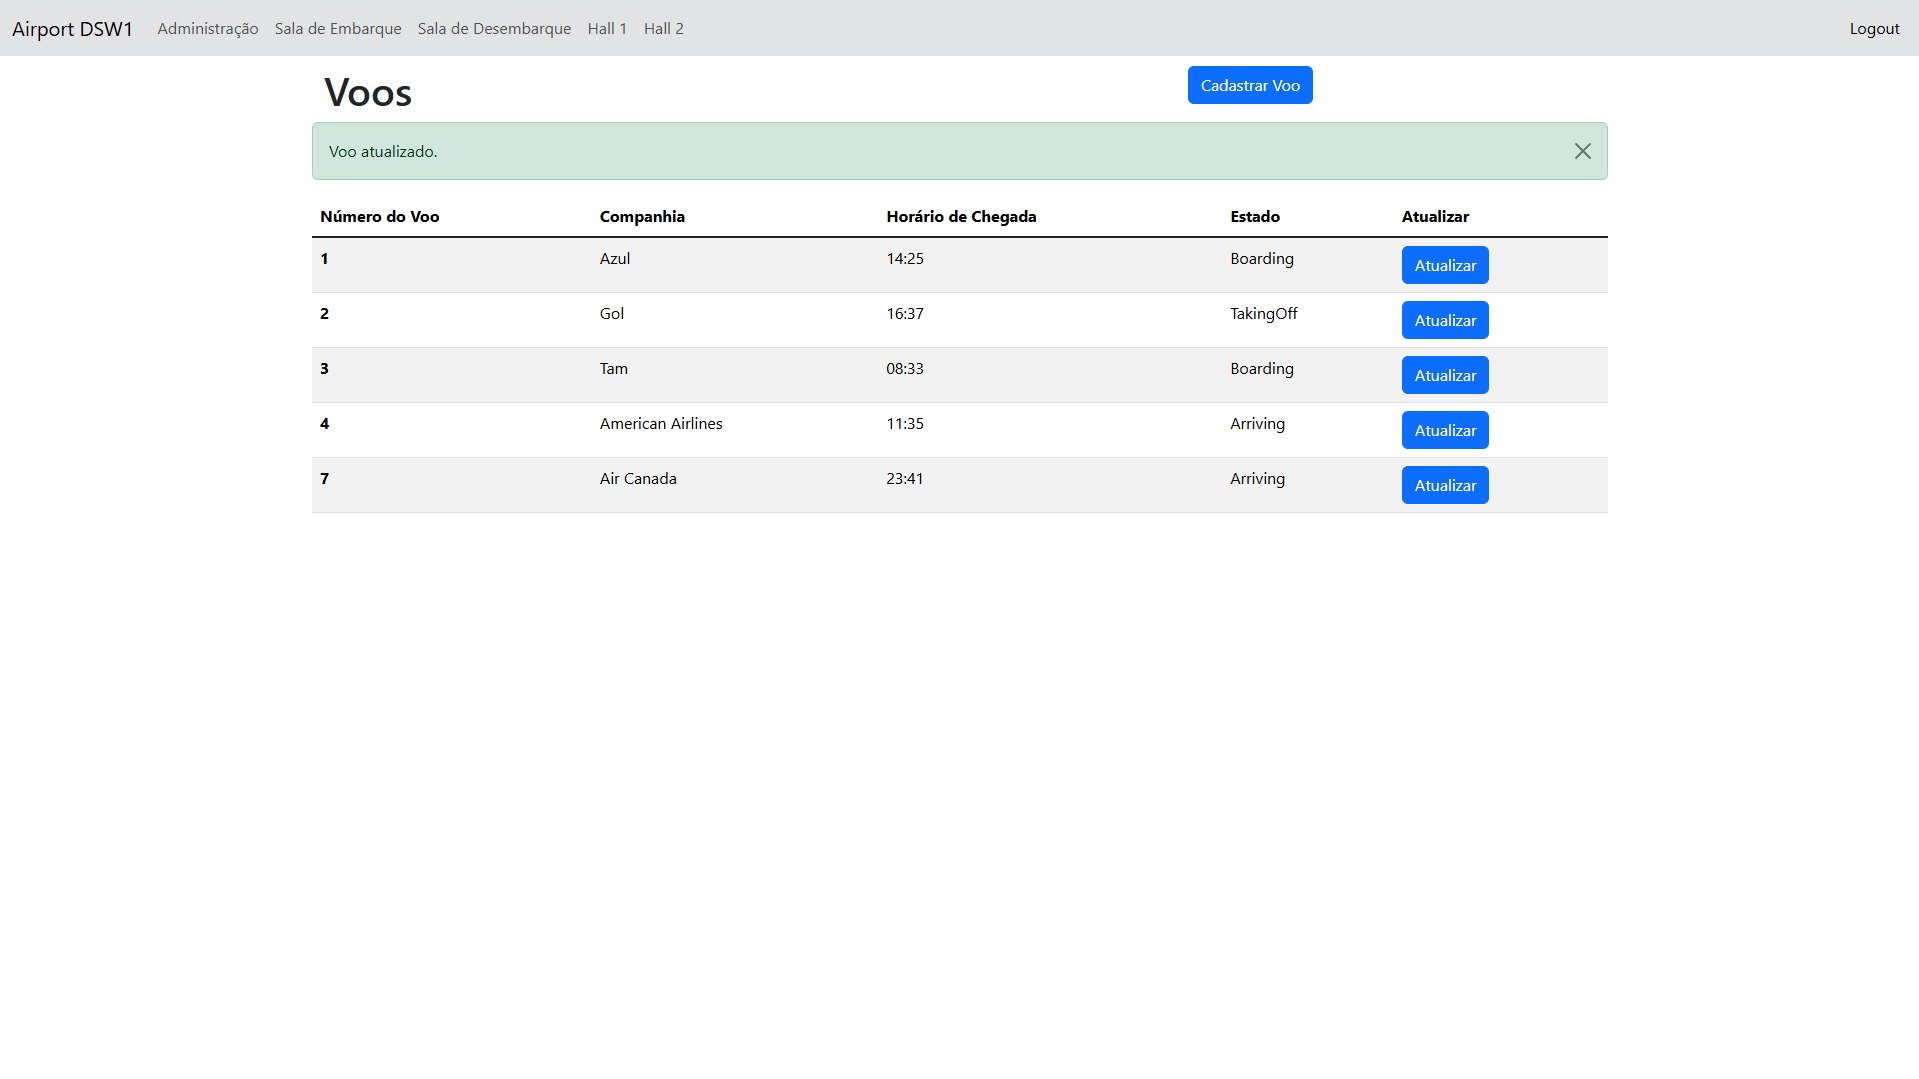 Airport DSW1 Administração Sala de Embarque Sala de Desembarque Hall 1 Hall 2 Logout
Voos Cadastrar Voo
Voo atualizado.
Número do Voo Companhia Horário de Chegada Estado Atualizar
1 Azul 14:25 Boarding Atualizar
2 Gol 16:37 TakingOff Atualizar
3 Tam 08:33 Boarding Atualizar
4 American Airlines 11:35 Arriving Atualizar
7 Air Canada 23:41 Arriving Atualizar